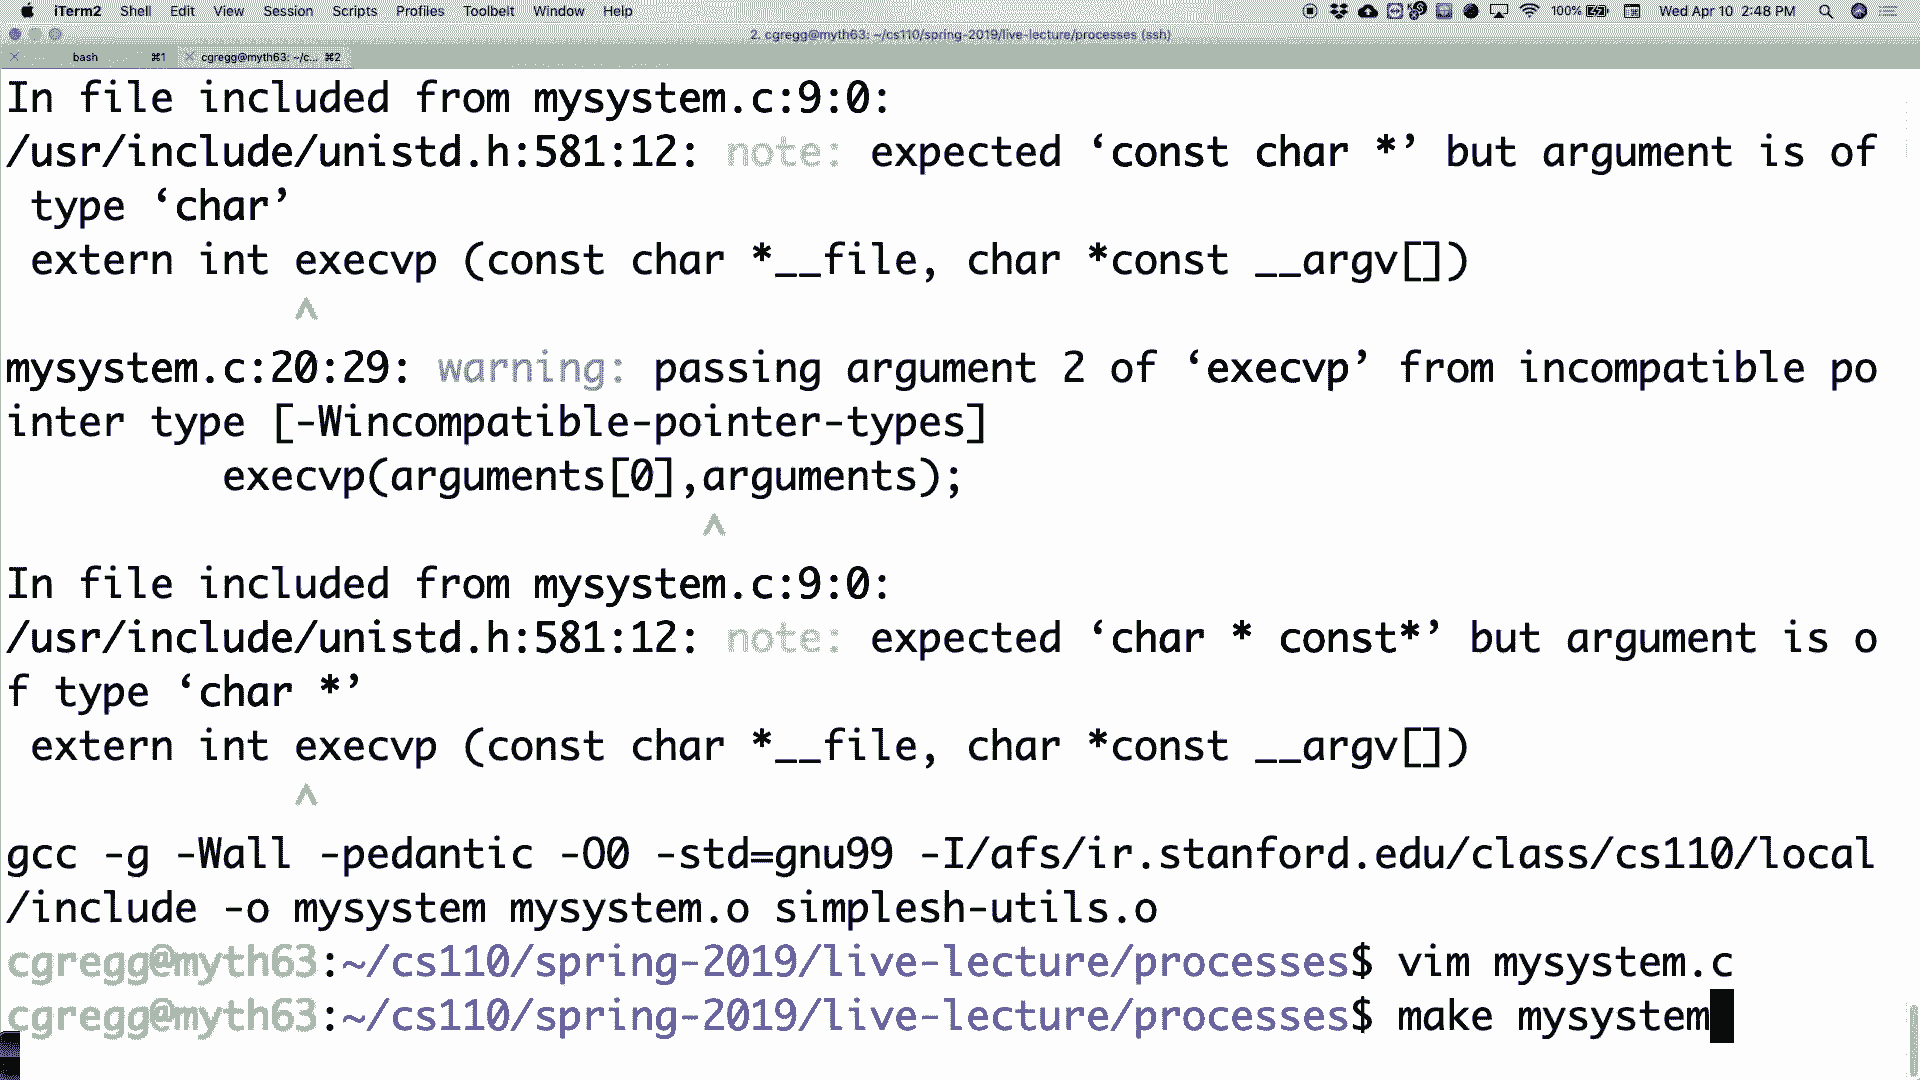 iTerm2 Shell Edit View Session Scripts Profiles Toolbelt Window Help 100% Wed Apr 10 2:48 PM
2. cgregg@myth63: ~/cs110/spring-2019/live-lecture/processes (ssh)
bash ⌘1 cgregg@myth63: ~/c... ⌘2
In file included from mysystem.c:9:0:
/usr/include/unistd.h:581:12: note: expected ‘const char *’ but argument is of
 type ‘char’
 extern int execvp (const char *__file, char *const __argv[])
            ^
mysystem.c:20:29: warning: passing argument 2 of ‘execvp’ from incompatible po
inter type [-Wincompatible-pointer-types]
         execvp(arguments[0],arguments);
                             ^
In file included from mysystem.c:9:0:
/usr/include/unistd.h:581:12: note: expected ‘char * const*’ but argument is o
f type ‘char *’
 extern int execvp (const char *__file, char *const __argv[])
            ^
gcc -g -Wall -pedantic -O0 -std=gnu99 -I/afs/ir.stanford.edu/class/cs110/local
/include -o mysystem mysystem.o simplesh-utils.o
cgregg@myth63:~/cs110/spring-2019/live-lecture/processes$ vim mysystem.c
cgregg@myth63:~/cs110/spring-2019/live-lecture/processes$ make mysystem